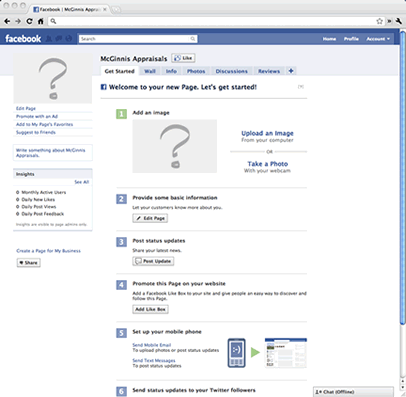 Facebook | McGinnis Appraisals
facebook
Search
Home Profile Account
McGinnis Appraisals
Like
Get Started Wall Info Photos Discussions Reviews +
Welcome to your new Page. Let's get started!
Edit Page
Promote with an Ad
Add to My Page's Favorites
Suggest to Friends
Write something about McGinnis
Appraisals.
Insights
See All
0 Monthly Active Users
0 Daily New Likes
0 Daily Post Views
0 Daily Post Feedback
Insights are visible to page admins only.
Create a Page for My Business
Share
1 Add an image
Upload an Image
From your computer
OR
Take a Photo
With your webcam
2 Provide some basic information
Let your customers know more about you.
Edit Page
3 Post status updates
Share your latest news.
Post Update
4 Promote this Page on your website
Add a Facebook Like Box to your site and give people an easy way to discover and
follow this Page.
Add Like Box
5 Set up your mobile phone
Send Mobile Email
To upload photos or post status updates
Send Text Messages
To post status updates
6 Send status updates to your Twitter followers
Chat (Offline)